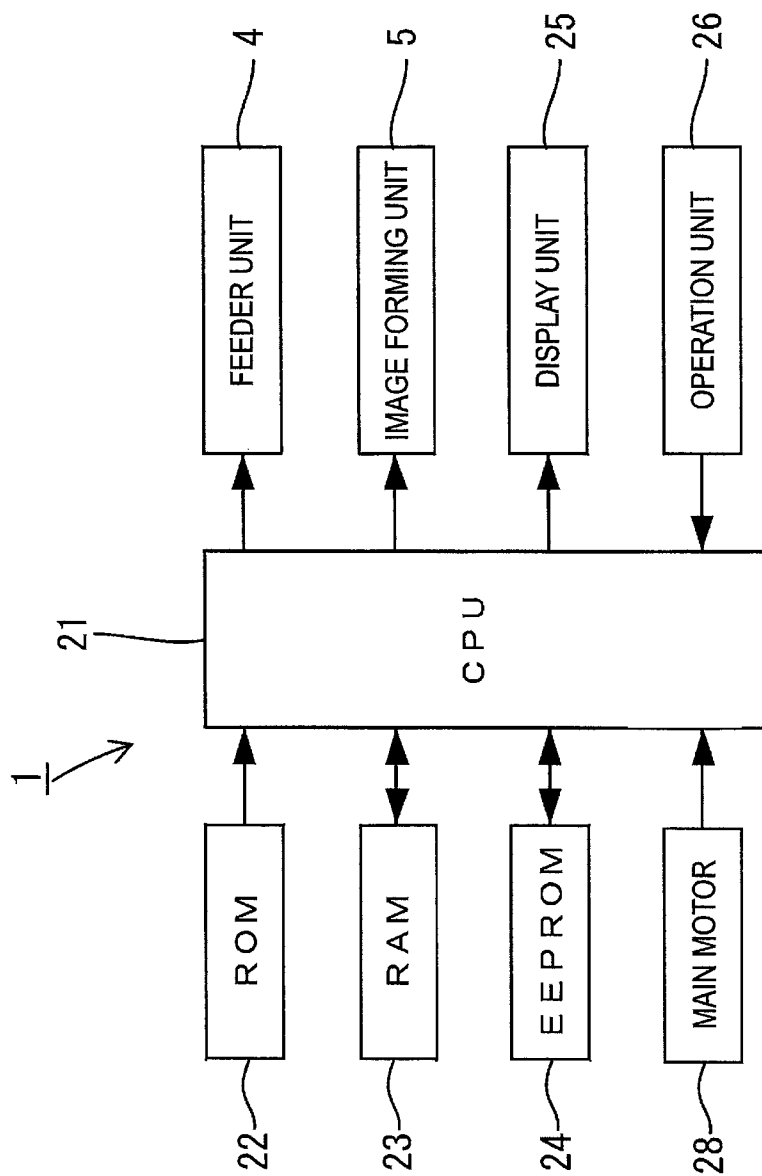 1
21
CPU
ROM
22
RAM
23
EEPROM
24
MAIN MOTOR
28
FEEDER UNIT
4
IMAGE FORMING UNIT
5
DISPLAY UNIT
25
OPERATION UNIT
26